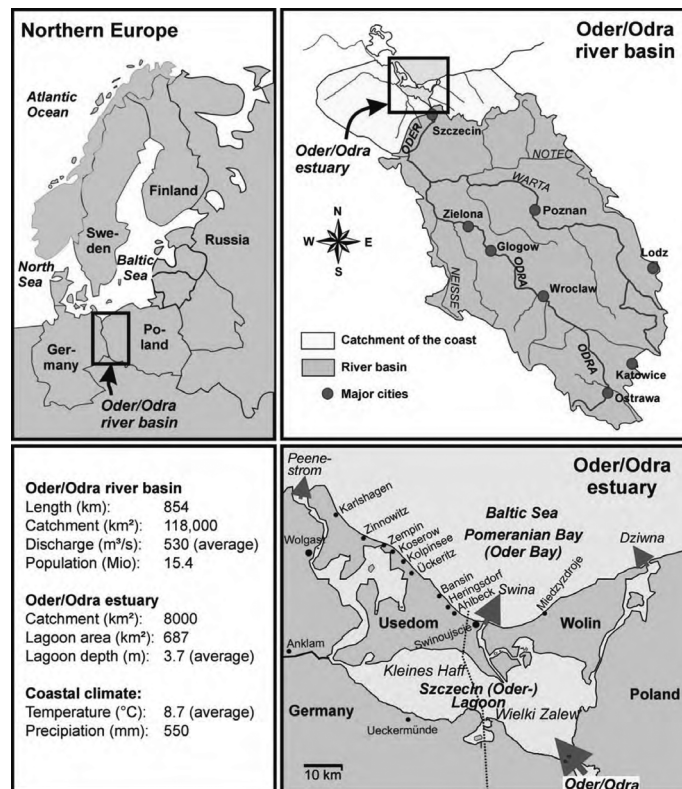 Northern Europe
Atlantic
Ocean
Finland
Swe-
den
Russia
North
Sea
Baltic
Sea
Ger-
many
Po-
land
Oder/Odra
river basin
Oder/Odra
river basin
Oder/Odra
estuary
ODER
Szczecin
NOTEC
WARTA
Poznan
Zielona
Glogow
ODRA
Lodz
NEISSE
Wroclaw
ODRA
Katowice
Ostrawa
N
W
E
S
Catchment of the coast
River basin
Major cities
Oder/Odra river basin
Length (km): 854
Catchment (km²): 118,000
Discharge (m³/s): 530 (average)
Population (Mio): 15.4
Oder/Odra estuary
Catchment (km²): 8000
Lagoon area (km²): 687
Lagoon depth (m): 3.7 (average)
Coastal climate:
Temperature (°C): 8.7 (average)
Precipiation (mm): 550
Oder/Odra
estuary
Peene-
strom
Karlshagen
Zinnowitz
Zempin
Koserow
Kolpinsee
Ückeritz
Wolgast
Baltic Sea
Pomeranian Bay
(Oder Bay)
Dziwna
Bansin
Heringsdorf
Ahlbeck
Swina
Miedzyzdroje
Usedom
Swinoujscie
Wolin
Anklam
Kleines Haff
Szczecin (Oder-)
Lagoon
Wielki Zalew
Poland
Germany
Ueckermünde
10 km
Oder/Odra